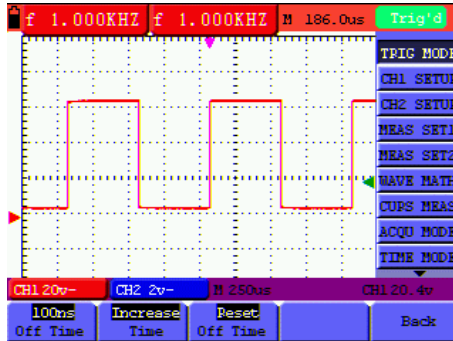 f 1.000KHZ f 1.000KHZ M 186.0us Trig'd
TRIG MODE
CH1 SETUP
CH2 SETUP
MEAS SET1
MEAS SET2
WAVE MATH
CURS MEAS
ACQU MODE
TIME MODE
CH1 20v- CH2 2v- M 250us CH1 20.4v
100ns Increase Reset
Off Time Time Off Time Back